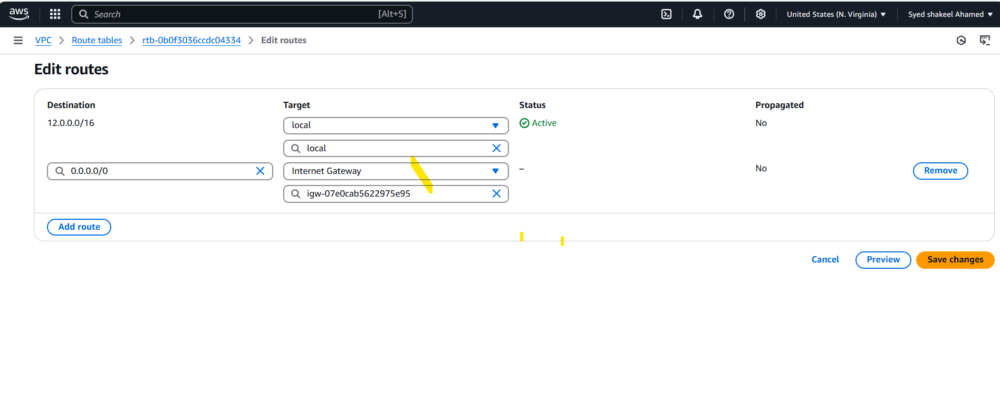 aws
Search [Alt+S]
United States (N. Virginia)
Syed shakeel Ahamed
VPC > Route tables > rtb-0b0f3036ccdc04334 > Edit routes
Edit routes
Destination Target Status Propagated
12.0.0.0/16 local Active No
local
0.0.0.0/0 Internet Gateway – No Remove
igw-07e0cab5622975e95
Add route
Cancel Preview Save changes